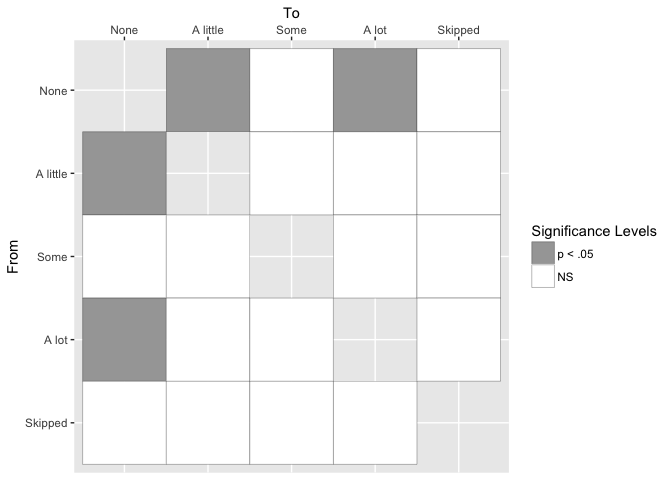 To
None A little Some A lot Skipped
None
A little
Some
A lot
Skipped
From
Significance Levels
p < .05
NS